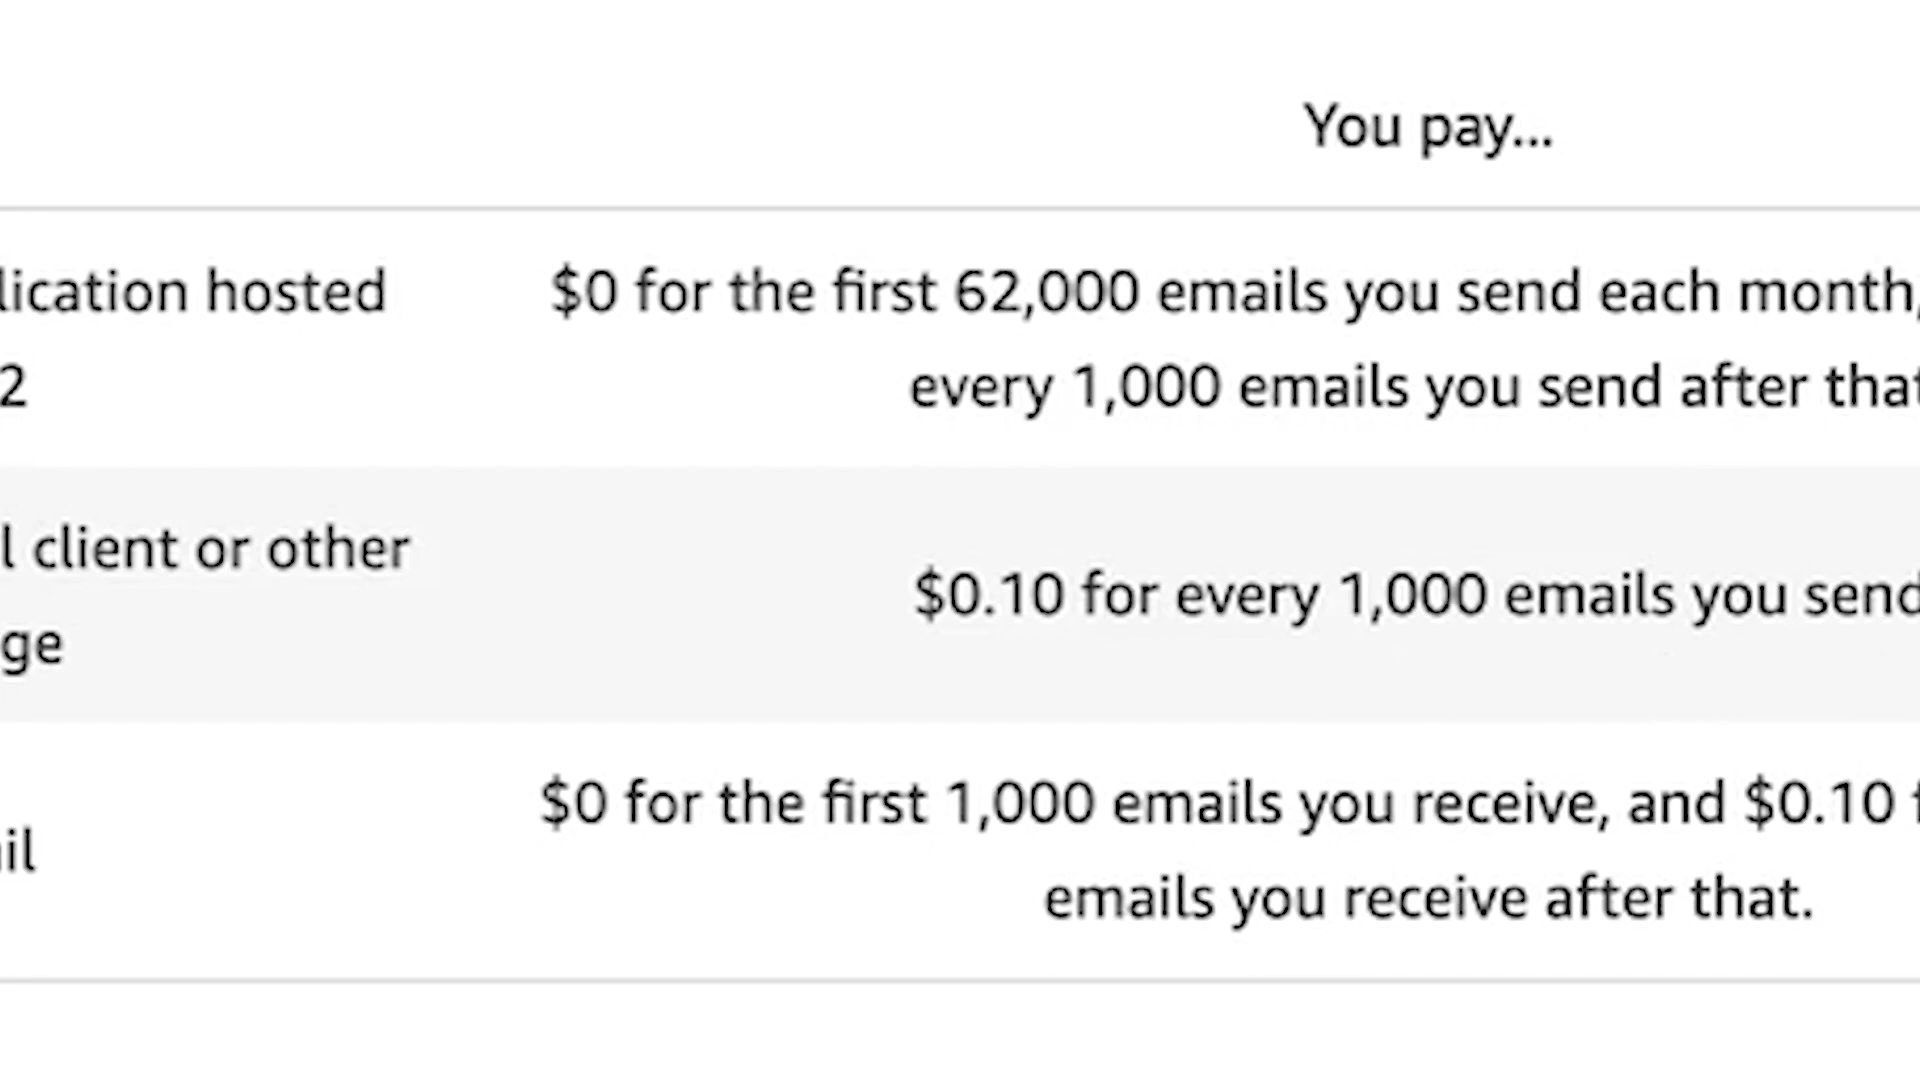 You pay...
lication hosted $0 for the first 62,000 emails you send each month,
2 every 1,000 emails you send after that
l client or other
$0.10 for every 1,000 emails you send
ge
$0 for the first 1,000 emails you receive, and $0.10 f
il
emails you receive after that.